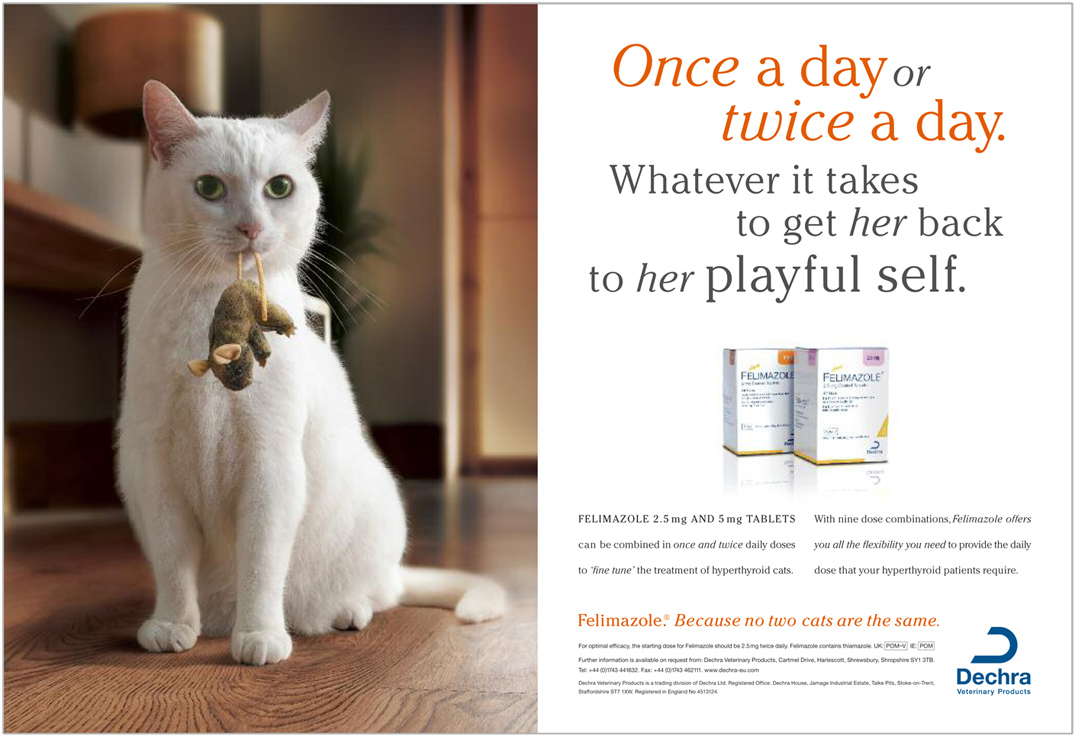 Once a day or
twice a day.
Whatever it takes
to get her back
to her playful self.
FELIMAZOLE
FELIMAZOLE®
Dechra
FELIMAZOLE 2.5mg AND 5mg TABLETS
can be combined in once and twice daily doses
to ‘fine tune’ the treatment of hyperthyroid cats.
With nine dose combinations, Felimazole offers
you all the flexibility you need to provide the daily
dose that your hyperthyroid patients require.
Felimazole.® Because no two cats are the same.
For optimal efficacy, the starting dose for Felimazole should be 2.5mg twice daily. Felimazole contains thiamazole. UK: POM-V IE: POM
Further information is available on request from: Dechra Veterinary Products, Cartmel Drive, Harlescott, Shrewsbury, Shropshire SY1 3TB.
Tel: +44 (0)1743 441632. Fax: +44 (0)1743 462111. www.dechra-eu.com
Dechra Veterinary Products is a trading division of Dechra Ltd. Registered Office: Dechra House, Jamage Industrial Estate, Talke Pits, Stoke-on-Trent,
Staffordshire ST7 1XW. Registered in England No 4513124.
Dechra
Veterinary Products